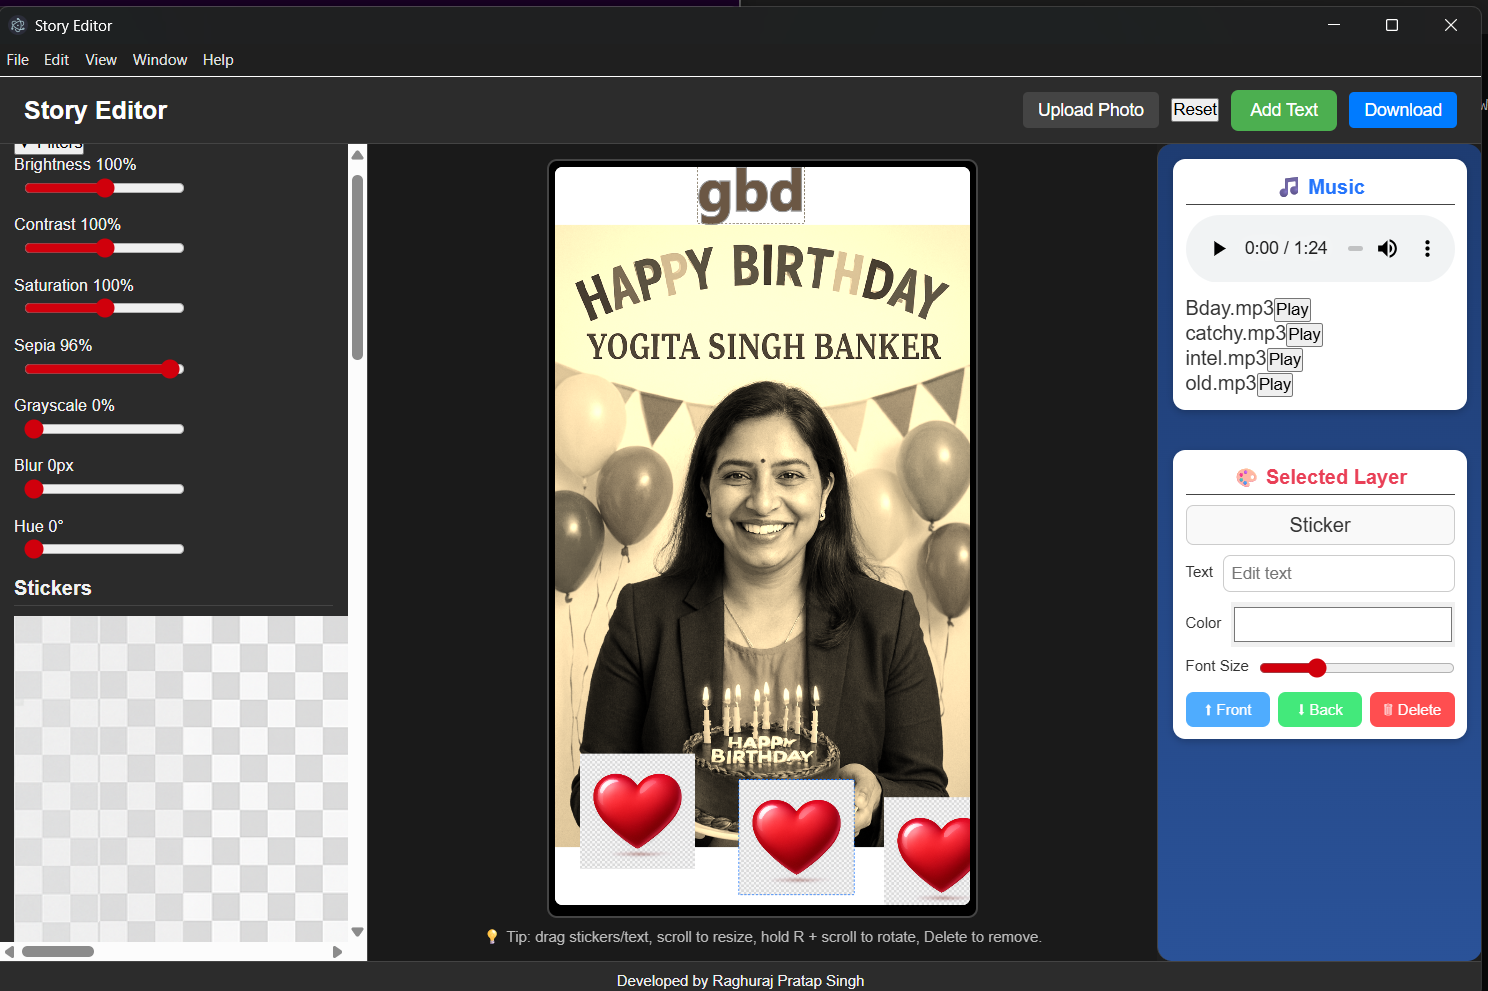 Story Editor
File Edit View Window Help
Story Editor
Upload Photo Reset Add Text Download
Filters
Brightness 100%
Contrast 100%
Saturation 100%
Sepia 96%
Grayscale 0%
Blur 0px
Hue 0°
Stickers
gbd
HAPPY BIRTHDAY
YOGITA SINGH BANKER
HAPPY
BIRTHDAY
💡 Tip: drag stickers/text, scroll to resize, hold R + scroll to rotate, Delete to remove.
🎵 Music
0:00 / 1:24
Bday.mp3 Play
catchy.mp3 Play
intel.mp3 Play
old.mp3 Play
🎨 Selected Layer
Sticker
Text Edit text
Color
Font Size
⬆ Front ⬇ Back 🗑 Delete
Developed by Raghuraj Pratap Singh